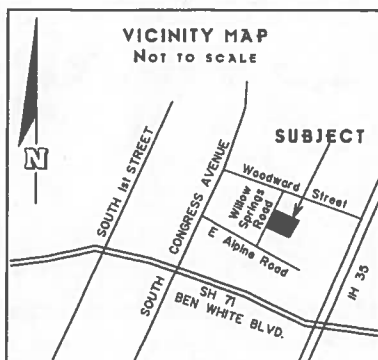 VICINITY MAP
NOT TO SCALE
N
SUBJECT
SOUTH 1st STREET
SOUTH CONGRESS AVENUE
Woodward Street
Willow
Springs
Road
E Alpine Road
IH 35
SH 71
BEN WHITE BLVD.